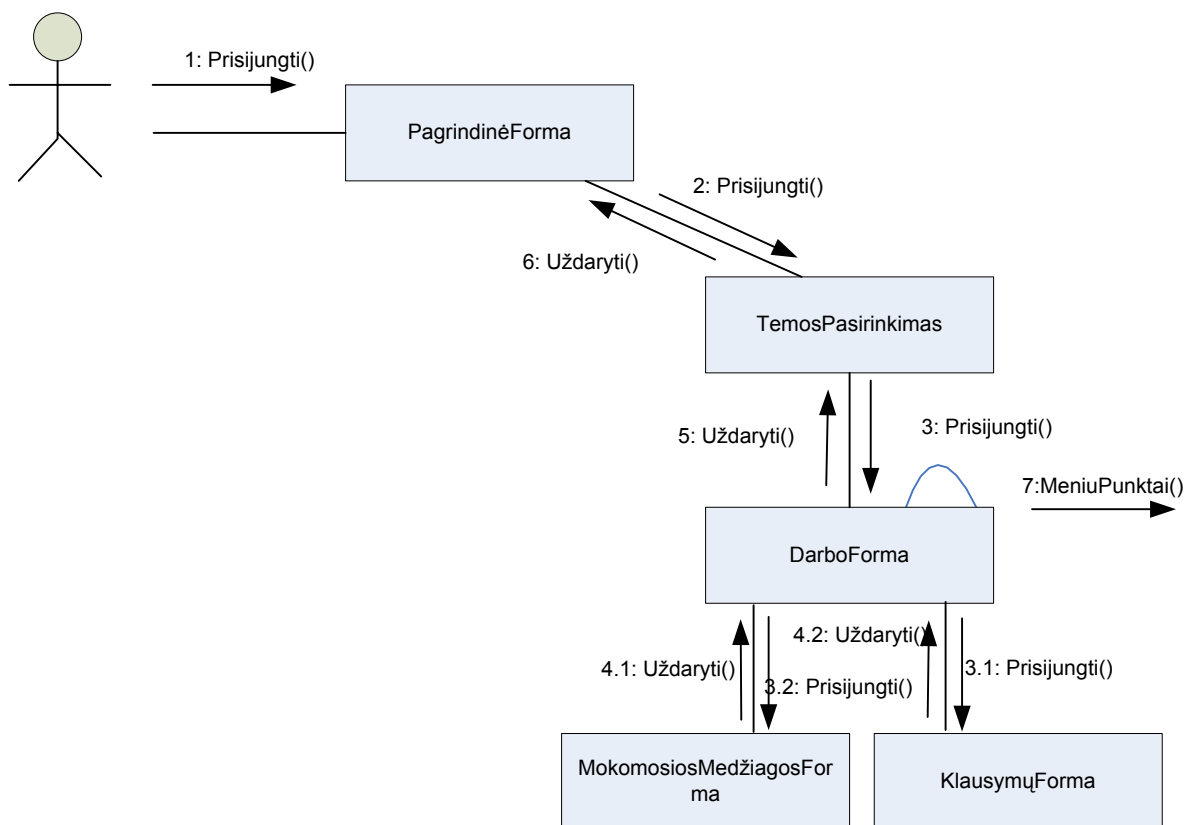 1: Prisijungti()
PagrindinėForma
2: Prisijungti()
6: Uždaryti()
TemosPasirinkimas
5: Uždaryti()
3: Prisijungti()
7:MeniuPunktai()
DarboForma
4.2: Uždaryti()
4.1: Uždaryti()
3.1: Prisijungti()
3.2: Prisijungti()
MokomosiosMedžiagosFor
ma
KlausymųForma